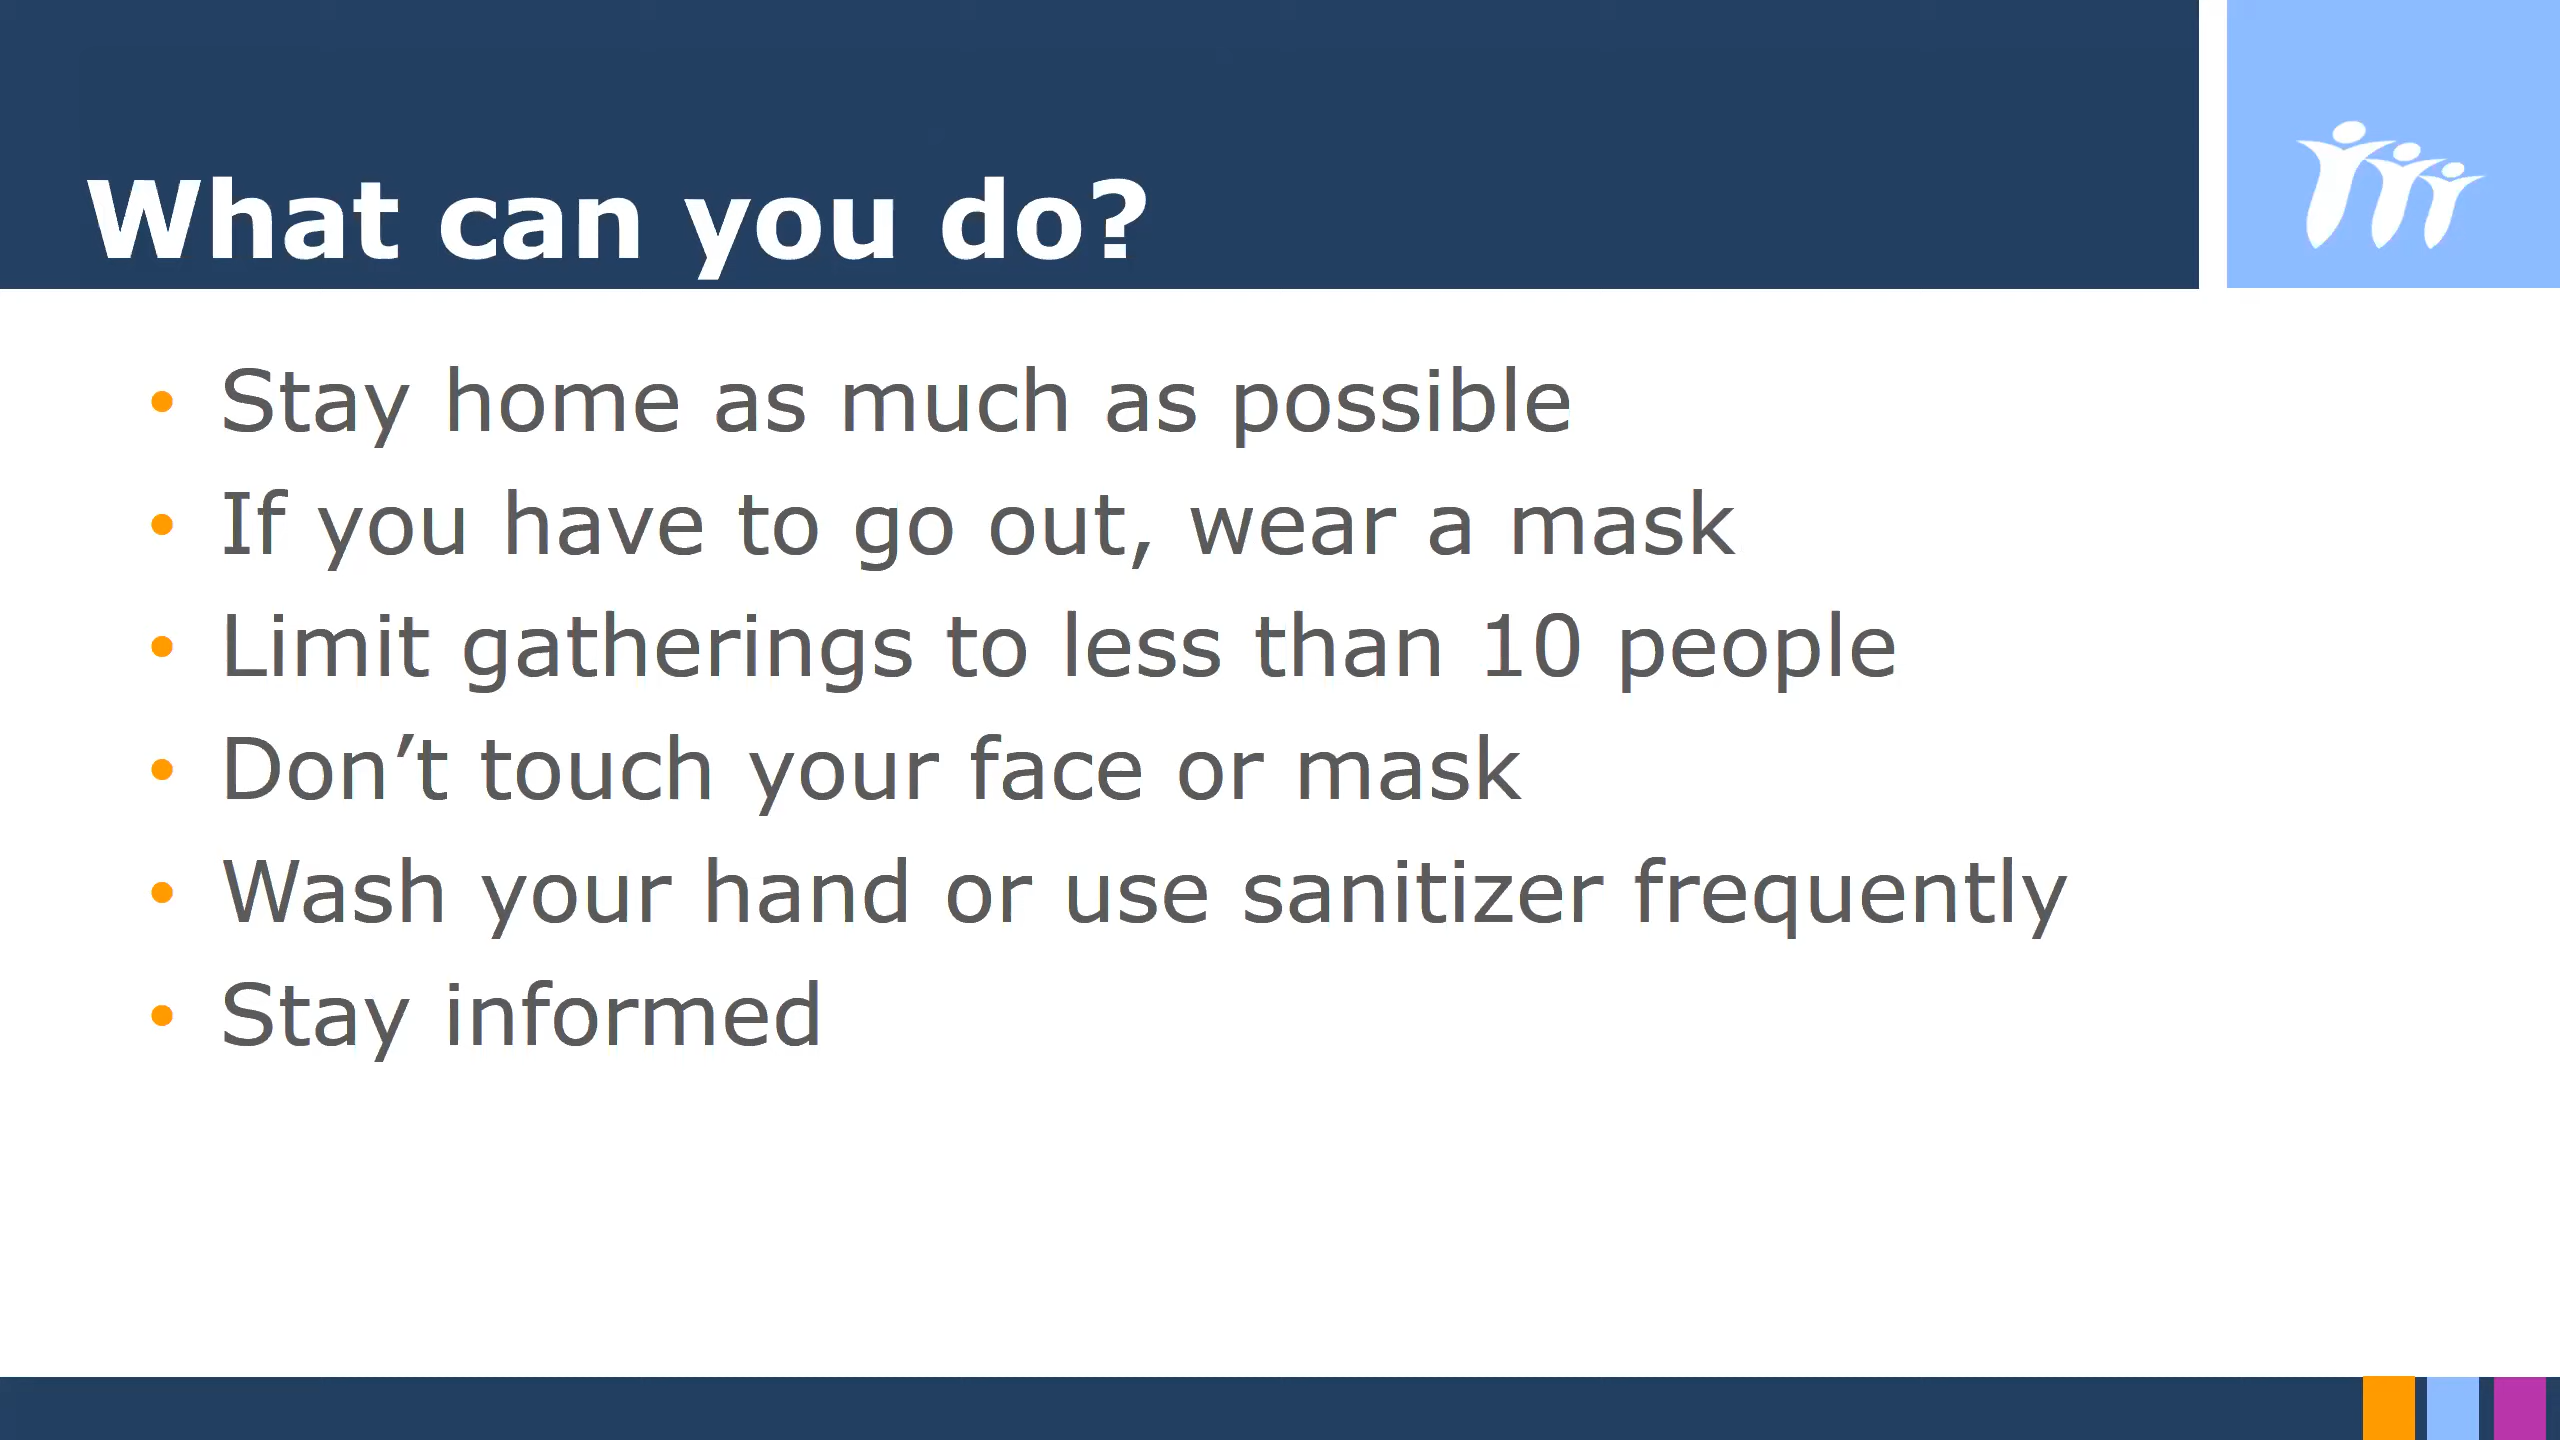 What can you do?
• Stay home as much as possible
• If you have to go out, wear a mask
• Limit gatherings to less than 10 people
• Don’t touch your face or mask
• Wash your hand or use sanitizer frequently
• Stay informed